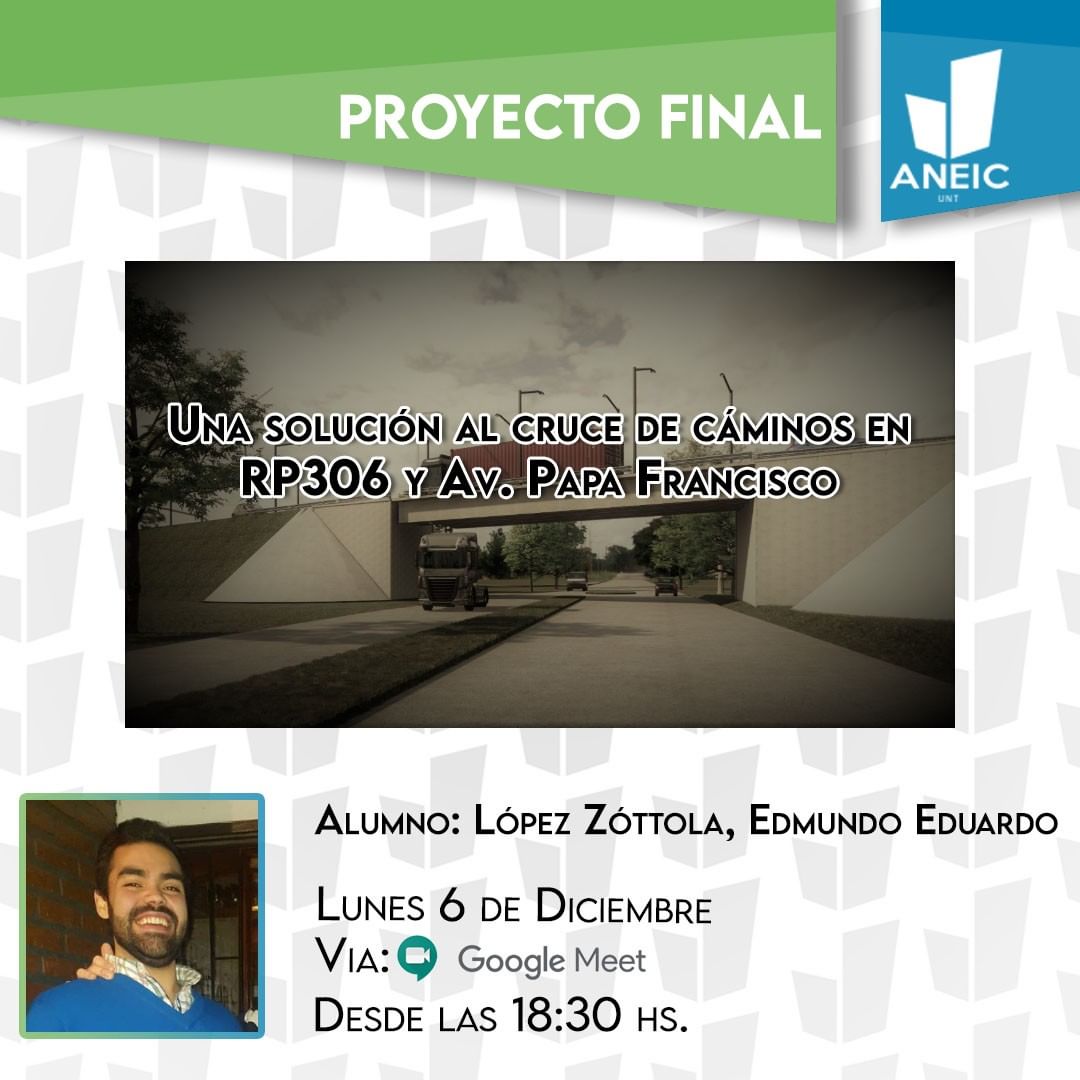 PROYECTO FINAL
ANEIC
UNT
UNA SOLUCIÓN AL CRUCE DE CÁMINOS EN
RP306 Y AV. PAPA FRANCISCO
ALUMNO: LÓPEZ ZÓTTOLA, EDMUNDO EDUARDO
LUNES 6 DE DICIEMBRE
VIA: Google Meet
DESDE LAS 18:30 HS.